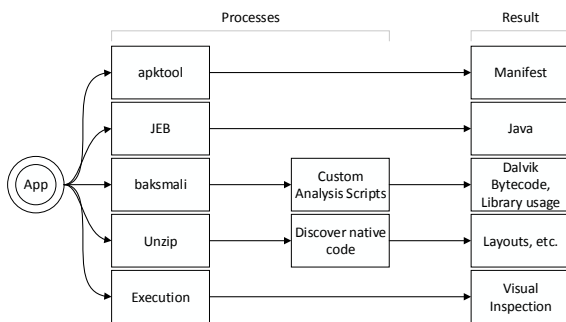 Processes
Result
apktool
Manifest
JEB
Java
App
baksmali
Custom
Analysis Scripts
Dalvik
Bytecode,
Library usage
Unzip
Discover native
code
Layouts, etc.
Execution
Visual
Inspection